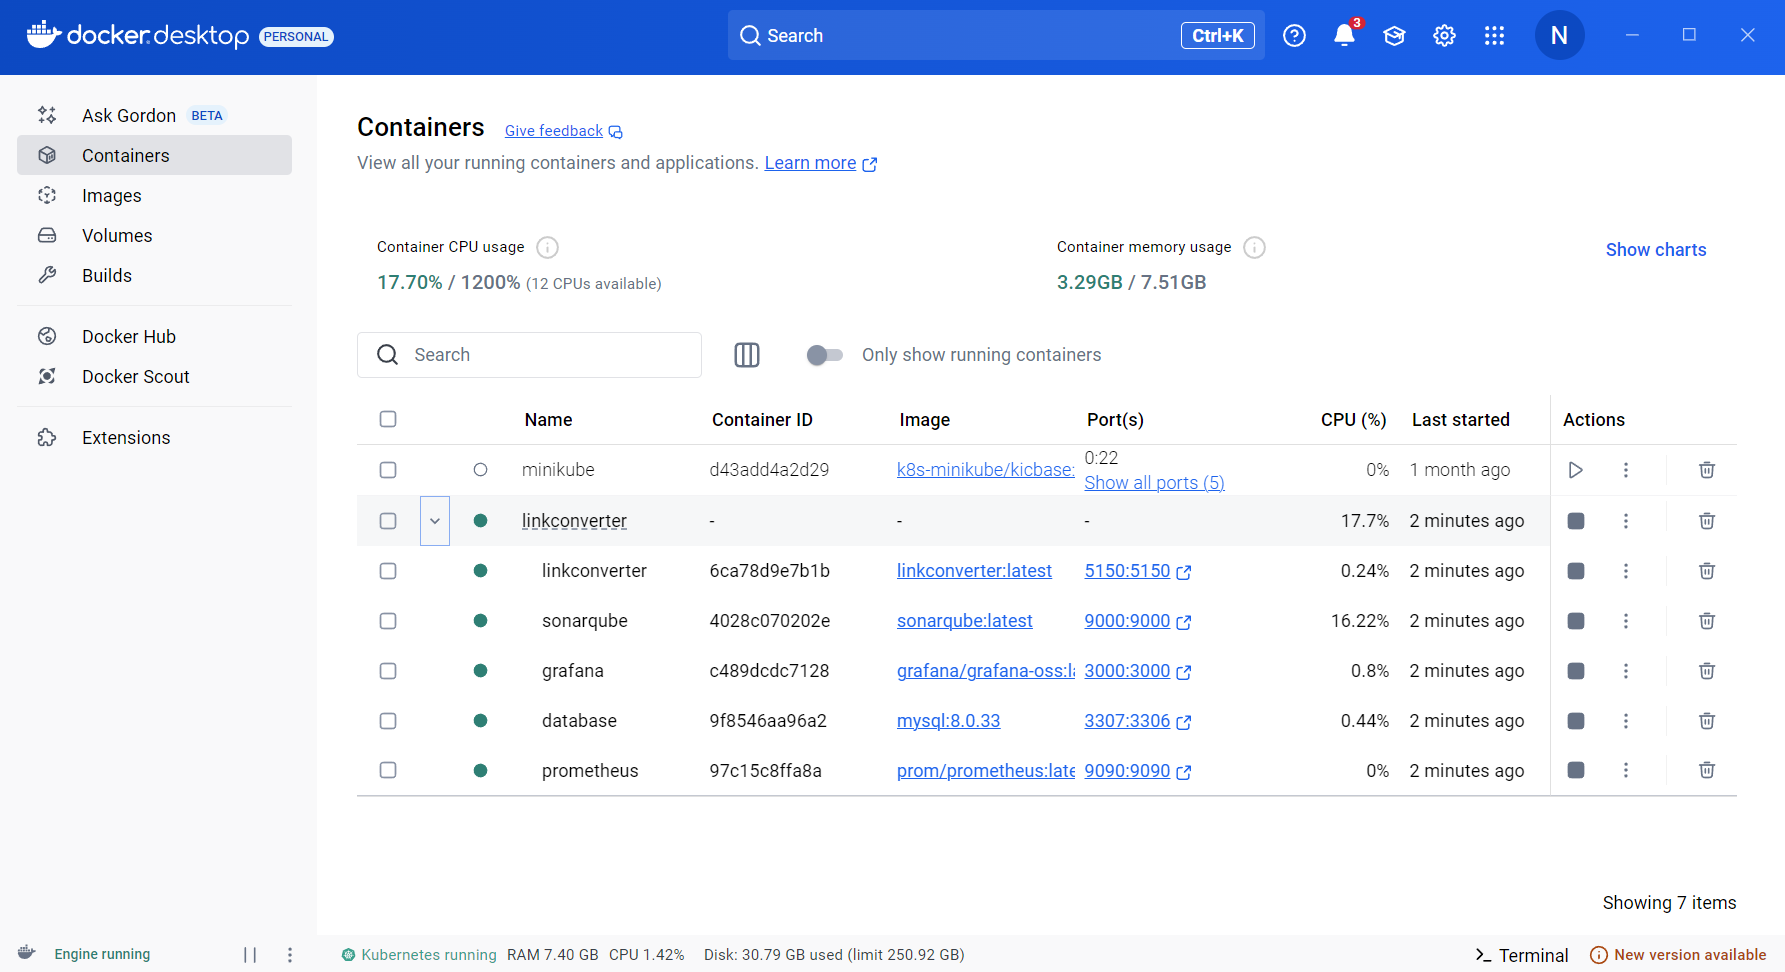 docker.desktop PERSONAL
Search Ctrl+K
3
N
Ask Gordon BETA
Containers
Images
Volumes
Builds
Docker Hub
Docker Scout
Extensions
Containers Give feedback
View all your running containers and applications. Learn more
Container CPU usage
17.70% / 1200% (12 CPUs available)
Container memory usage
3.29GB / 7.51GB
Show charts
Search
Only show running containers
Name Container ID Image Port(s) CPU (%) Last started Actions
minikube d43add4a2d29 k8s-minikube/kicbase: 0:22 0% 1 month ago
Show all ports (5)
linkconverter - - - 17.7% 2 minutes ago
linkconverter 6ca78d9e7b1b linkconverter:latest 5150:5150 0.24% 2 minutes ago
sonarqube 4028c070202e sonarqube:latest 9000:9000 16.22% 2 minutes ago
grafana c489dcdc7128 grafana/grafana-oss:la 3000:3000 0.8% 2 minutes ago
database 9f8546aa96a2 mysql:8.0.33 3307:3306 0.44% 2 minutes ago
prometheus 97c15c8ffa8a prom/prometheus:late 9090:9090 0% 2 minutes ago
Showing 7 items
Engine running
Kubernetes running RAM 7.40 GB CPU 1.42% Disk: 30.79 GB used (limit 250.92 GB)
Terminal
New version available